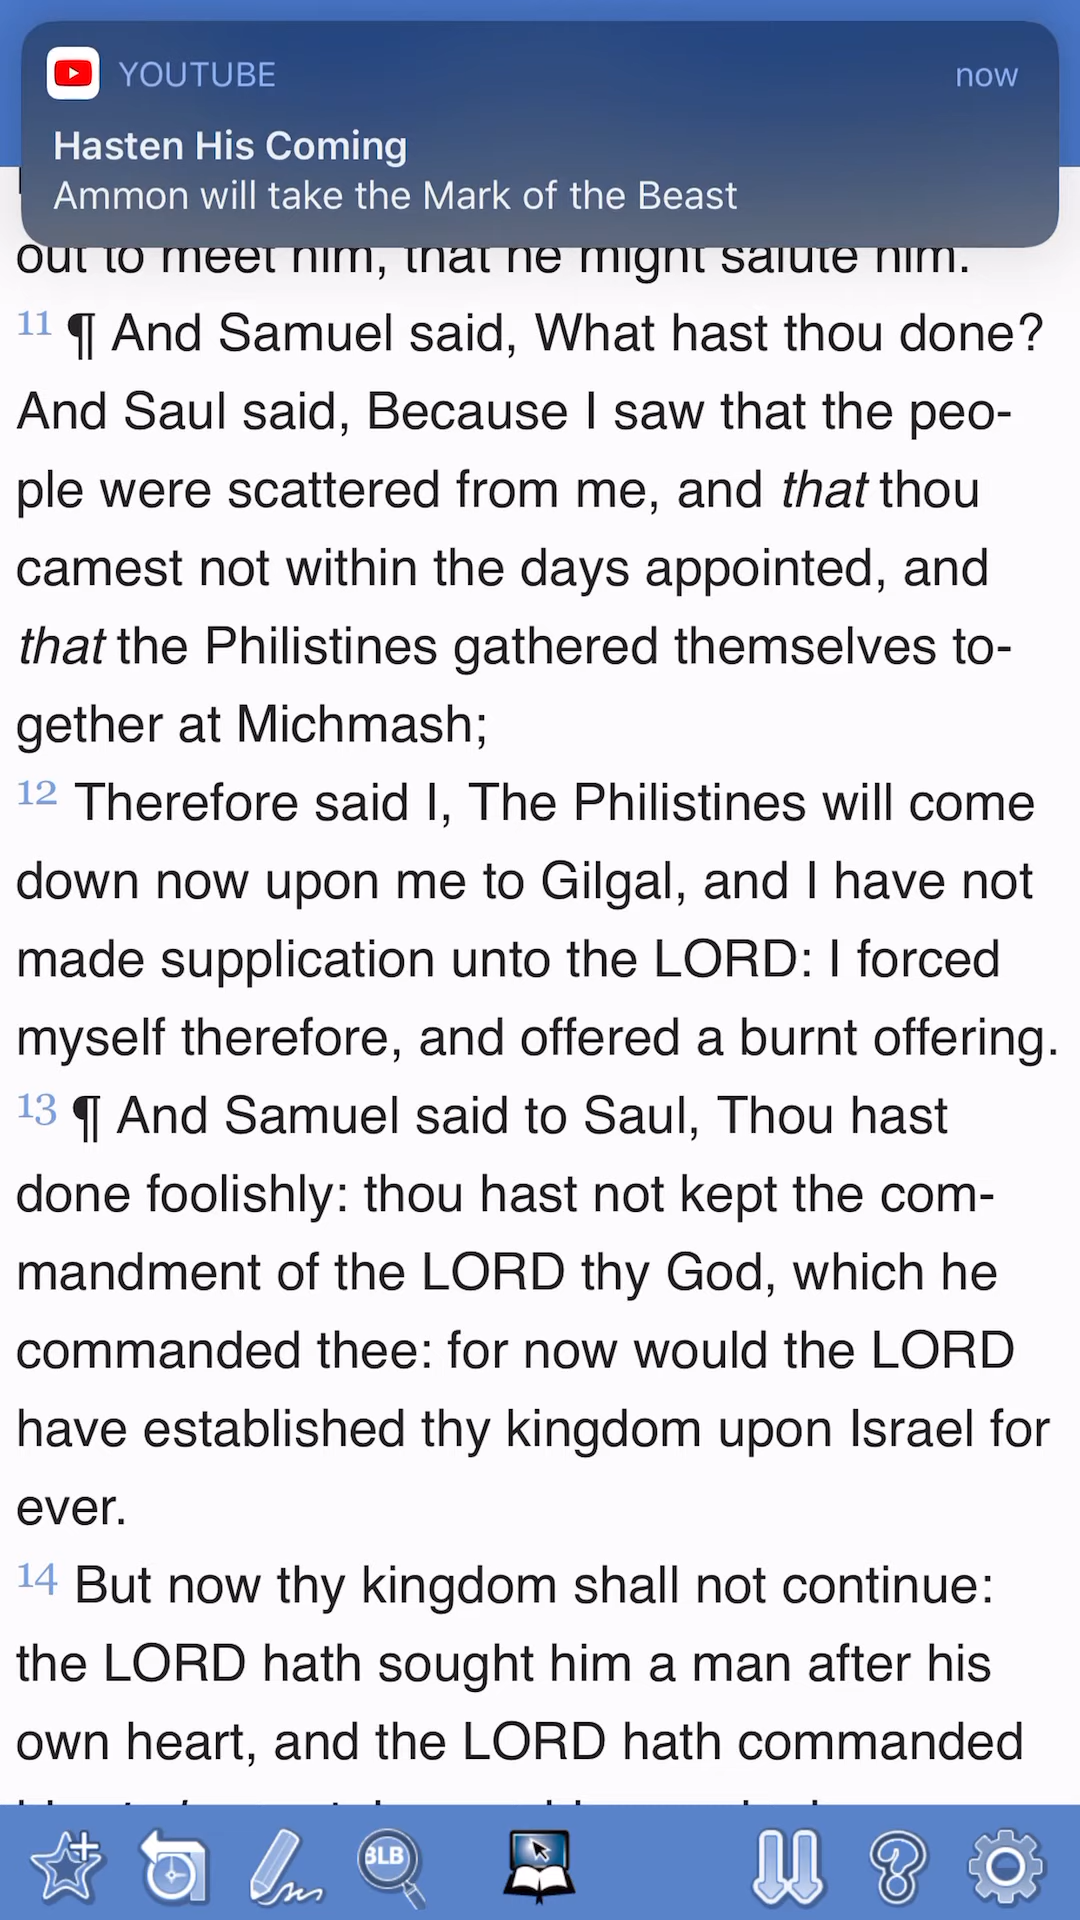 YOUTUBE
now
Hasten His Coming
Ammon will take the Mark of the Beast
out to meet him, that he might salute him.
11 ¶ And Samuel said, What hast thou done?
And Saul said, Because I saw that the peo-
ple were scattered from me, and that thou
camest not within the days appointed, and
that the Philistines gathered themselves to-
gether at Michmash;
12 Therefore said I, The Philistines will come
down now upon me to Gilgal, and I have not
made supplication unto the LORD: I forced
myself therefore, and offered a burnt offering.
13 ¶ And Samuel said to Saul, Thou hast
done foolishly: thou hast not kept the com-
mandment of the LORD thy God, which he
commanded thee: for now would the LORD
have established thy kingdom upon Israel for
ever.
14 But now thy kingdom shall not continue:
the LORD hath sought him a man after his
own heart, and the LORD hath commanded
BLB